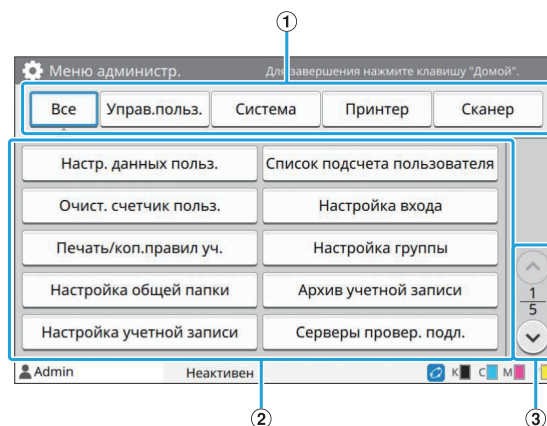 ①
Меню администр. Для завершения нажмите клавишу "Домой".
Все Управ.польз. Система Принтер Сканер
Настр. данных польз. Список подсчета пользователя
Очист. счетчик польз. Настройка входа
Печать/коп.правил уч. Настройка группы
Настройка общей папки Архив учетной записи
1
5
Настройка учетной записи Серверы провер. подл.
Admin Неактивен K C M
② ③